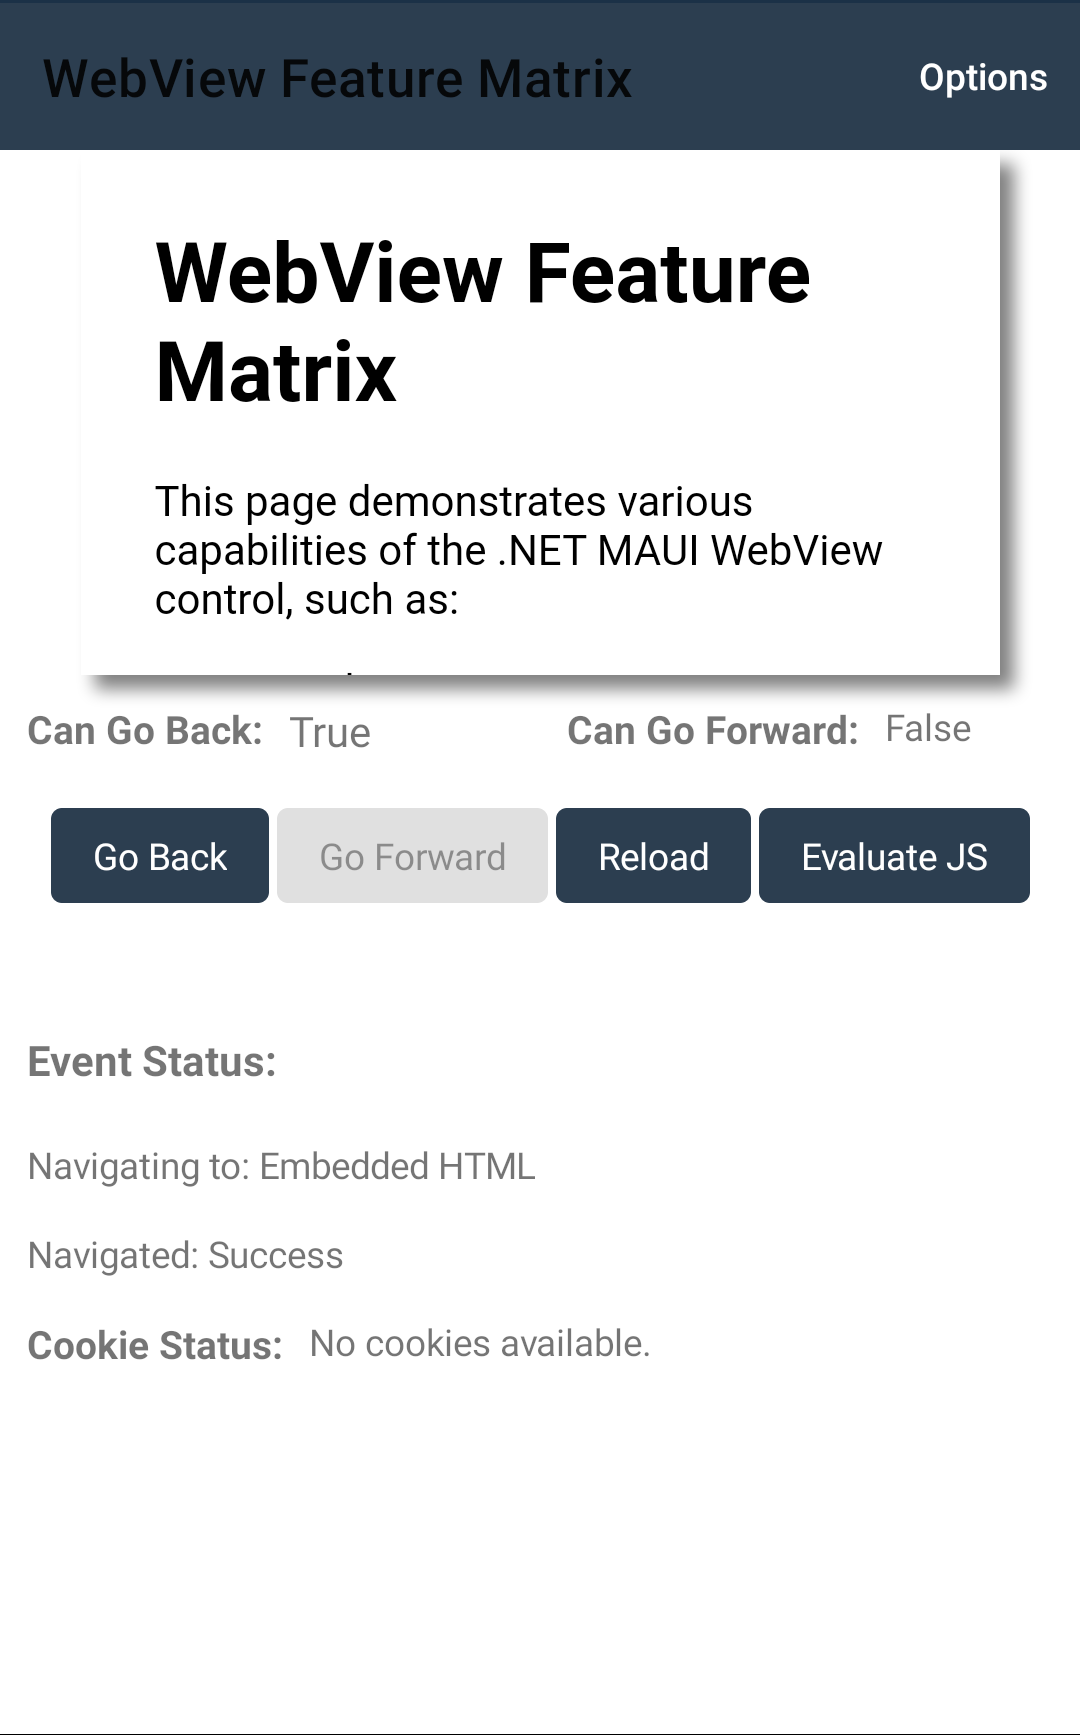 WebView Feature Matrix
Options
WebView Feature
Matrix
This page demonstrates various
capabilities of the .NET MAUI WebView
control, such as:
Can Go Back: True Can Go Forward: False
Go Back Go Forward Reload Evaluate JS
Event Status:
Navigating to: Embedded HTML
Navigated: Success
Cookie Status: No cookies available.